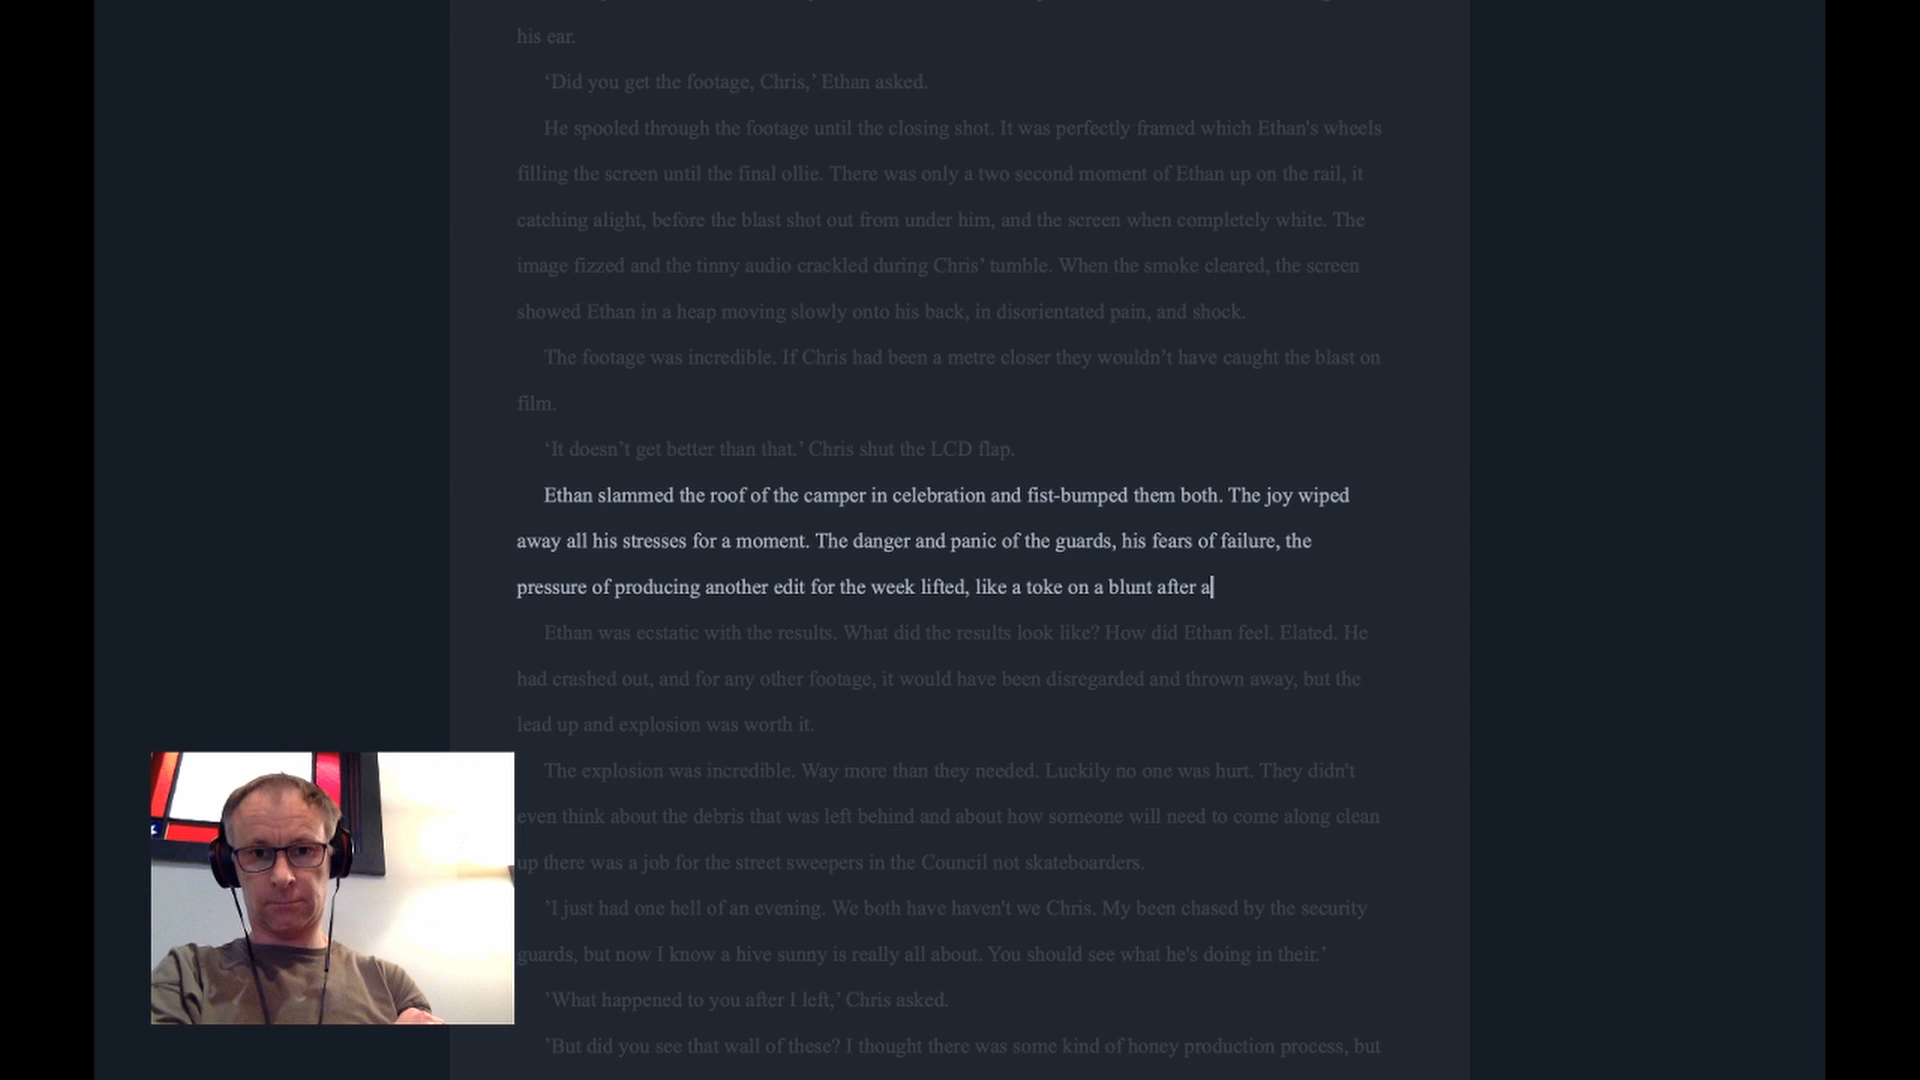 his ear.
‘Did you get the footage, Chris,’ Ethan asked.
He spooled through the footage until the closing shot. It was perfectly framed which Ethan's wheels
filling the screen until the final ollie. There was only a two second moment of Ethan up on the rail, it
catching alight, before the blast shot out from under him, and the screen when completely white. The
image fizzed and the tinny audio crackled during Chris’ tumble. When the smoke cleared, the screen
showed Ethan in a heap moving slowly onto his back, in disorientated pain, and shock.
The footage was incredible. If Chris had been a metre closer they wouldn’t have caught the blast on
film.
‘It doesn’t get better than that.’ Chris shut the LCD flap.
Ethan slammed the roof of the camper in celebration and fist-bumped them both. The joy wiped
away all his stresses for a moment. The danger and panic of the guards, his fears of failure, the
pressure of producing another edit for the week lifted, like a toke on a blunt after a
Ethan was ecstatic with the results. What did the results look like? How did Ethan feel. Elated. He
had crashed out, and for any other footage, it would have been disregarded and thrown away, but the
lead up and explosion was worth it.
The explosion was incredible. Way more than they needed. Luckily no one was hurt. They didn't
even think about the debris that was left behind and about how someone will need to come along clean
up there was a job for the street sweepers in the Council not skateboarders.
’I just had one hell of an evening. We both have haven't we Chris. My been chased by the security
guards, but now I know a hive sunny is really all about. You should see what he's doing in their.’
’What happened to you after I left,’ Chris asked.
’But did you see that wall of these? I thought there was some kind of honey production process, but